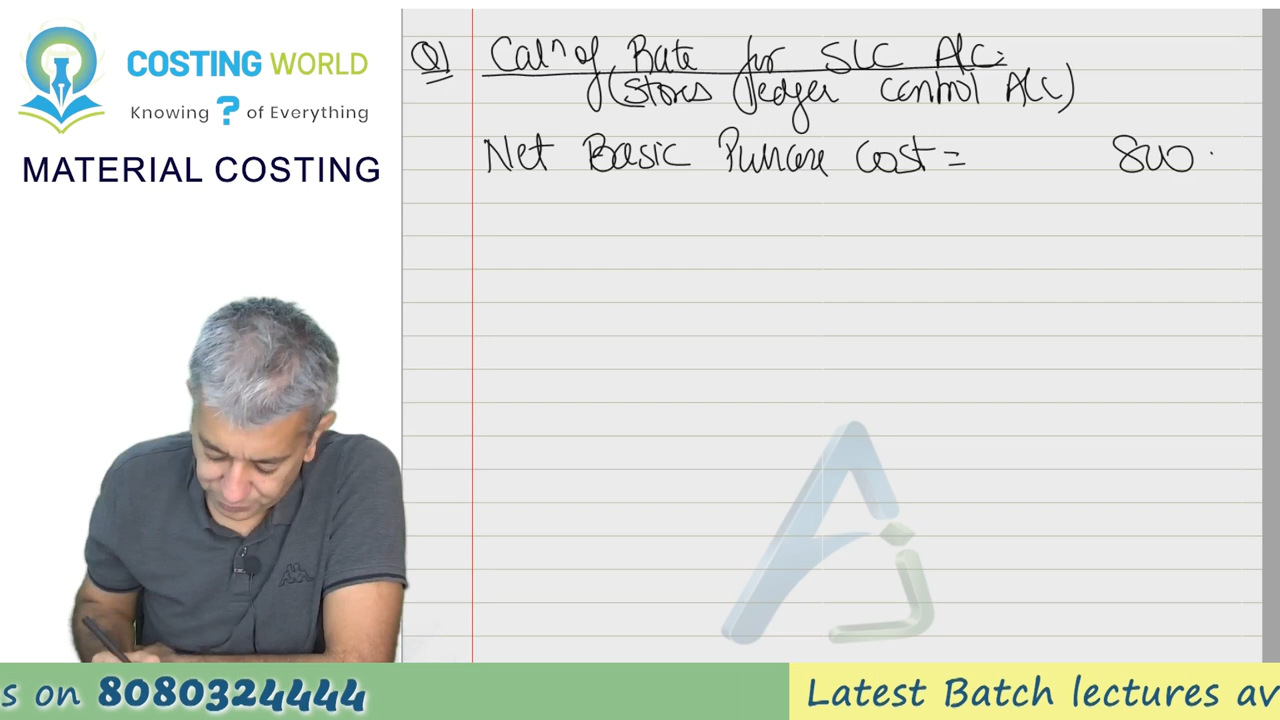 COSTING WORLD
Knowing ? of Everything
MATERIAL COSTING
Q1 Calⁿ of Rate for SLC A/C:
(Stores Ledger Control A/C)
Net Basic Purchase Cost = 800
s on 8080324444
Latest Batch lectures av